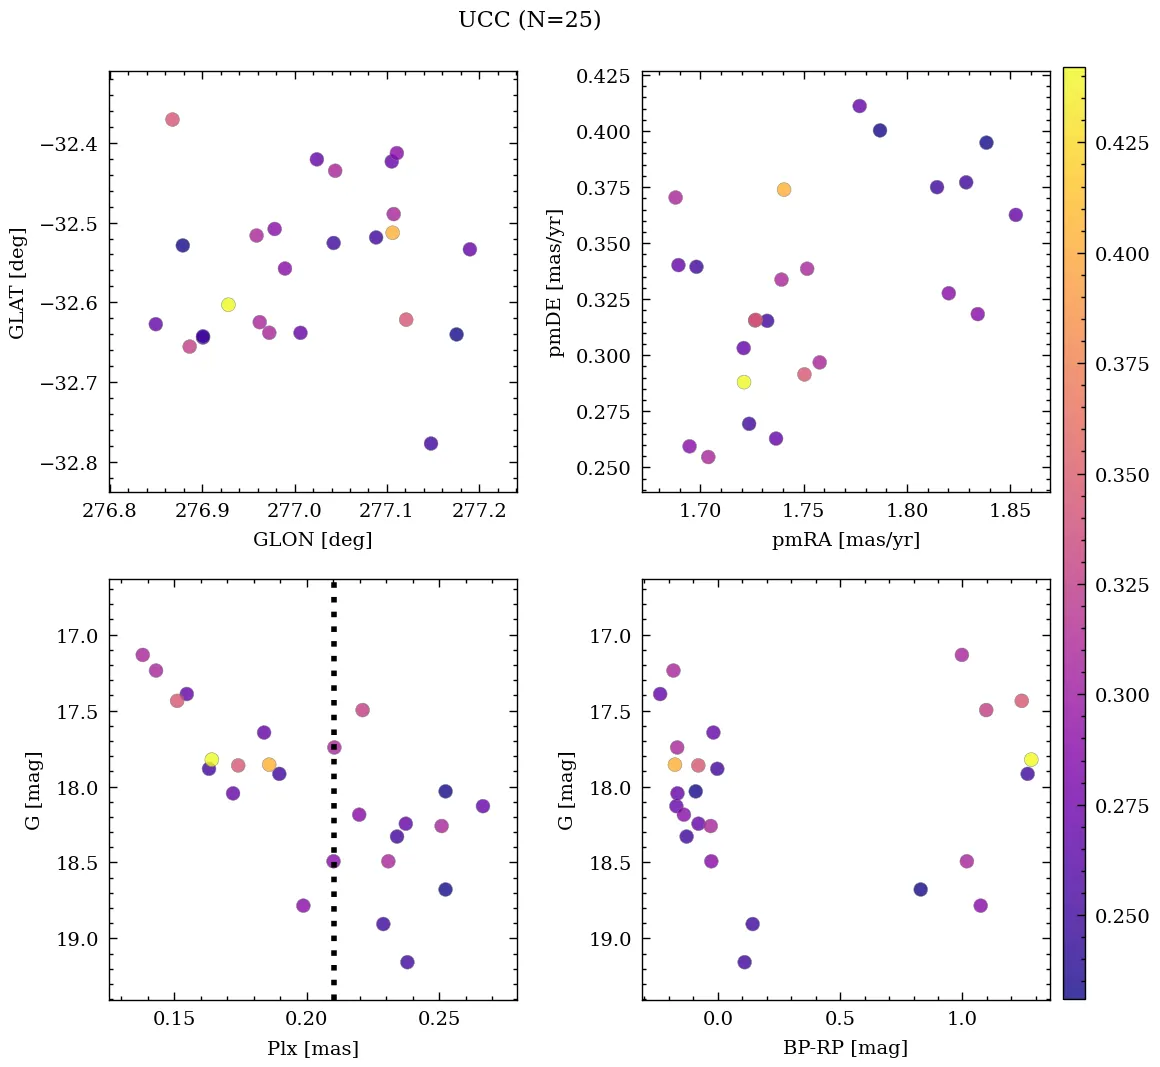 UCC (N=25)
−32.4
−32.5
−32.6
−32.7
−32.8
GLAT [deg]
276.8 276.9 277.0 277.1 277.2
GLON [deg]
0.425
0.400
0.375
0.350
0.325
0.300
0.275
0.250
pmDE [mas/yr]
1.70 1.75 1.80 1.85
pmRA [mas/yr]
17.0
17.5
18.0
18.5
19.0
G [mag]
0.15 0.20 0.25
Plx [mas]
17.0
17.5
18.0
18.5
19.0
G [mag]
0.0 0.5 1.0
BP-RP [mag]
0.425
0.400
0.375
0.350
0.325
0.300
0.275
0.250